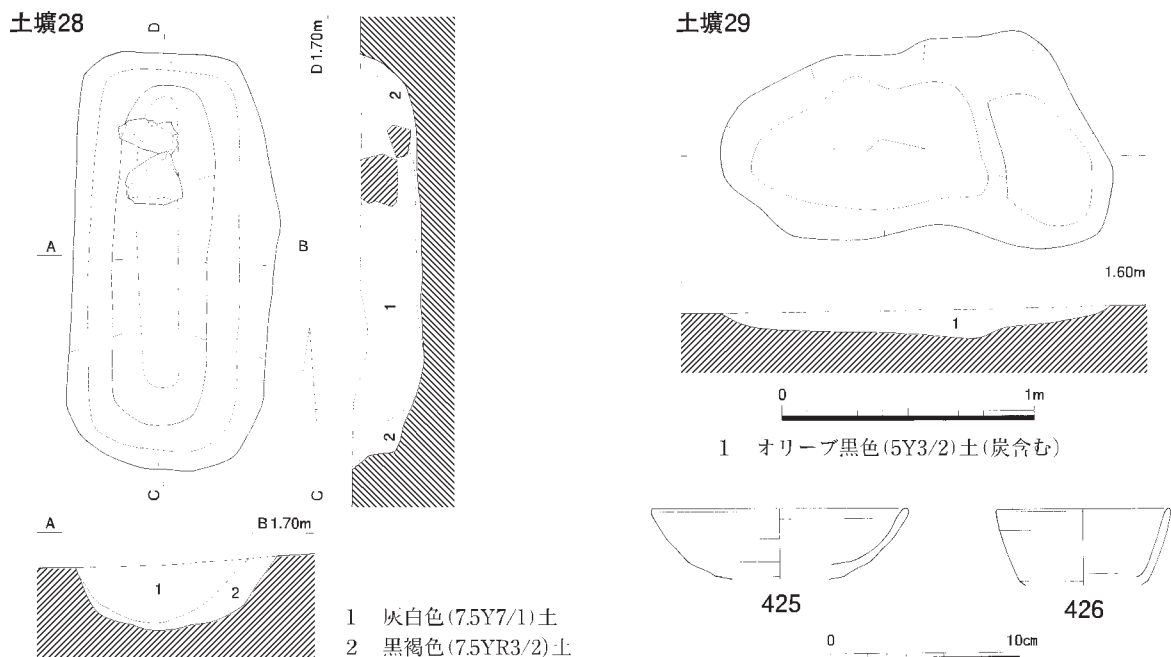 土壙28
D
D 1.70m
2
1
2
A
B
C
C
A
B 1.70m
1
2
1 灰白色(7.5Y7/1)土
2 黒褐色(7.5YR3/2)土
土壙29
1.60m
1
0 1m
1 オリーブ黒色(5Y3/2)土(炭含む)
425
426
0 10cm